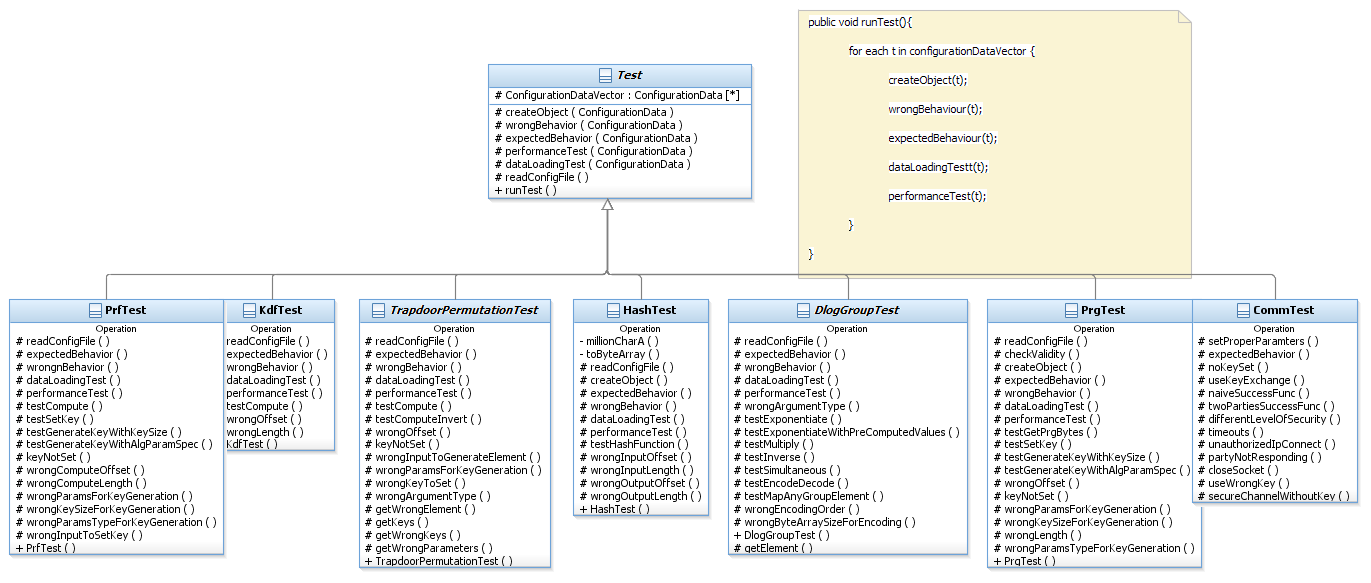 public void runTest(){
for each t in configurationDataVector {
createObject(t);
wrongBehaviour(t);
expectedBehaviour(t);
dataLoadingTestt(t);
performanceTest(t);
}
}
Test
# ConfigurationDataVector : ConfigurationData [*]
# createObject ( ConfigurationData )
# wrongBehavior ( ConfigurationData )
# expectedBehavior ( ConfigurationData )
# performanceTest ( ConfigurationData )
# dataLoadingTest ( ConfigurationData )
# readConfigFile ( )
+ runTest ( )
PrfTest
Operation
# readConfigFile ( )
# expectedBehavior ( )
# wrongnBehavior ( )
# dataLoadingTest ( )
# performanceTest ( )
# testCompute ( )
# testSetKey ( )
# testGenerateKeyWithKeySize ( )
# testGenerateKeyWithAlgParamSpec ( )
# keyNotSet ( )
# wrongComputeOffset ( )
# wrongComputeLength ( )
# wrongParamsForKeyGeneration ( )
# wrongKeySizeForKeyGeneration ( )
# wrongParamsTypeForKeyGeneration ( )
# wrongInputToSetKey ( )
+ PrfTest ( )
KdfTest
Operation
readConfigFile ( )
expectedBehavior ( )
wrongBehavior ( )
dataLoadingTest ( )
performanceTest ( )
testCompute ( )
wrongOffset ( )
wrongLength ( )
KdfTest ( )
TrapdoorPermutationTest
Operation
# readConfigFile ( )
# expectedBehavior ( )
# wrongBehavior ( )
# dataLoadingTest ( )
# performanceTest ( )
# testCompute ( )
# testComputeInvert ( )
# wrongOffset ( )
# keyNotSet ( )
# wrongInputToGenerateElement ( )
# wrongParamsForKeyGeneration ( )
# wrongKeyToSet ( )
# wrongArgumentType ( )
# getWrongElement ( )
# getKeys ( )
# getWrongKeys ( )
# getWrongParameters ( )
+ TrapdoorPermutationTest ( )
HashTest
Operation
- millionCharA ( )
- toByteArray ( )
# readConfigFile ( )
# createObject ( )
# expectedBehavior ( )
# wrongBehavior ( )
# dataLoadingTest ( )
# performanceTest ( )
# testHashFunction ( )
# wrongInputOffset ( )
# wrongInputLength ( )
# wrongOutputOffset ( )
# wrongOutputLength ( )
+ HashTest ( )
DlogGroupTest
Operation
# readConfigFile ( )
# expectedBehavior ( )
# wrongBehavior ( )
# dataLoadingTest ( )
# performanceTest ( )
# wrongArgumentType ( )
# testExponentiate ( )
# testExponentiateWithPreComputedValues ( )
# testMultiply ( )
# testInverse ( )
# testSimultaneous ( )
# testEncodeDecode ( )
# testMapAnyGroupElement ( )
# wrongEncodingOrder ( )
# wrongByteArraySizeForEncoding ( )
+ DlogGroupTest ( )
# getElement ( )
PrgTest
Operation
# readConfigFile ( )
# checkValidity ( )
# createObject ( )
# expectedBehavior ( )
# wrongBehavior ( )
# dataLoadingTest ( )
# performanceTest ( )
# testGetPrgBytes ( )
# testSetKey ( )
# testGenerateKeyWithKeySize ( )
# testGenerateKeyWithAlgParamSpec ( )
# wrongOffset ( )
# keyNotSet ( )
# wrongParamsForKeyGeneration ( )
# wrongKeySizeForKeyGeneration ( )
# wrongLength ( )
# wrongParamsTypeForKeyGeneration ( )
+ PrgTest ( )
CommTest
Operation
# setProperParamters ( )
# expectedBehavior ( )
# noKeySet ( )
# useKeyExchange ( )
# naiveSuccessFunc ( )
# twoPartiesSuccessFunc ( )
# differentLevelOfSecurity ( )
# timeouts ( )
# unauthorizedIpConnect ( )
# partyNotResponding ( )
# closeSocket ( )
# useWrongKey ( )
# secureChannelWithoutKey ( )